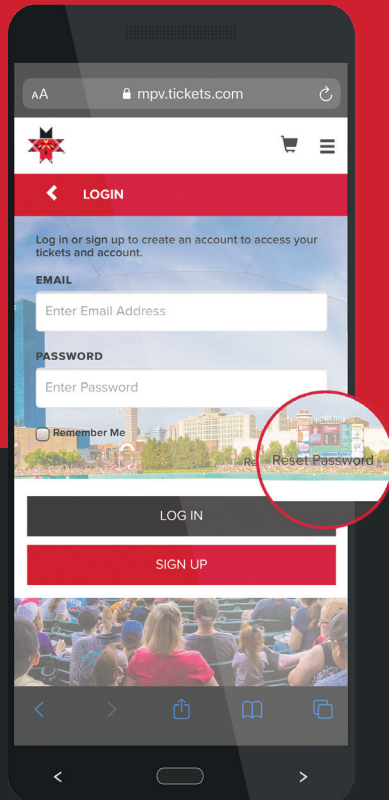 AA
mpv.tickets.com
LOGIN
Log in or sign up to create an account to access your
tickets and account.
EMAIL
Enter Email Address
PASSWORD
Enter Password
Remember Me
Re
Reset Password
LOG IN
SIGN UP